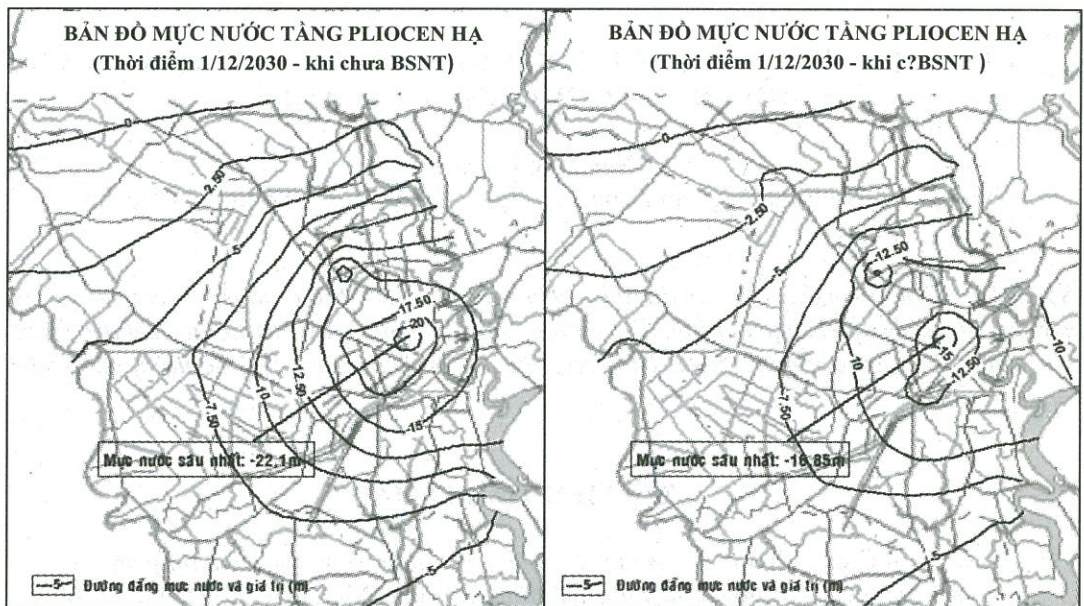 BẢN ĐỒ MỰC NƯỚC TẦNG PLIOCEN HẠ
(Thời điểm 1/12/2030 - khi chưa BSNT)
0
-2.50
-5
-17.50
-20
-12.50
-10
-7.50
-15
Mực nước sâu nhất: -22,1m
-5
-5- Đường đẳng mực nước và giá trị (m)
BẢN ĐỒ MỰC NƯỚC TẦNG PLIOCEN HẠ
(Thời điểm 1/12/2030 - khi c?BSNT )
0
-2.50
-12.50
-5
-10
-15
-10
-12.50
-7.50
Mực nước sâu nhất: -16,85m
-5
-5- Đường đẳng mực nước và giá trị (m)